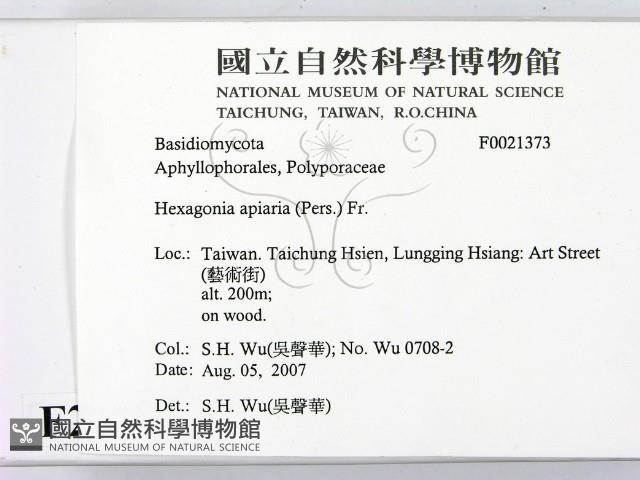 國立自然科學博物館
NATIONAL MUSEUM OF NATURAL SCIENCE
TAICHUNG, TAIWAN, R.O.CHINA
Basidiomycota F0021373
Aphyllophorales, Polyporaceae
Hexagonia apiaria (Pers.) Fr.
Loc.: Taiwan. Taichung Hsien, Lungging Hsiang: Art Street
(藝術街)
alt. 200m;
on wood.
Col.: S.H. Wu(吳聲華); No. Wu 0708-2
Date: Aug. 05, 2007
Det.: S.H. Wu(吳聲華)
國立自然科學博物館
NATIONAL MUSEUM OF NATURAL SCIENCE